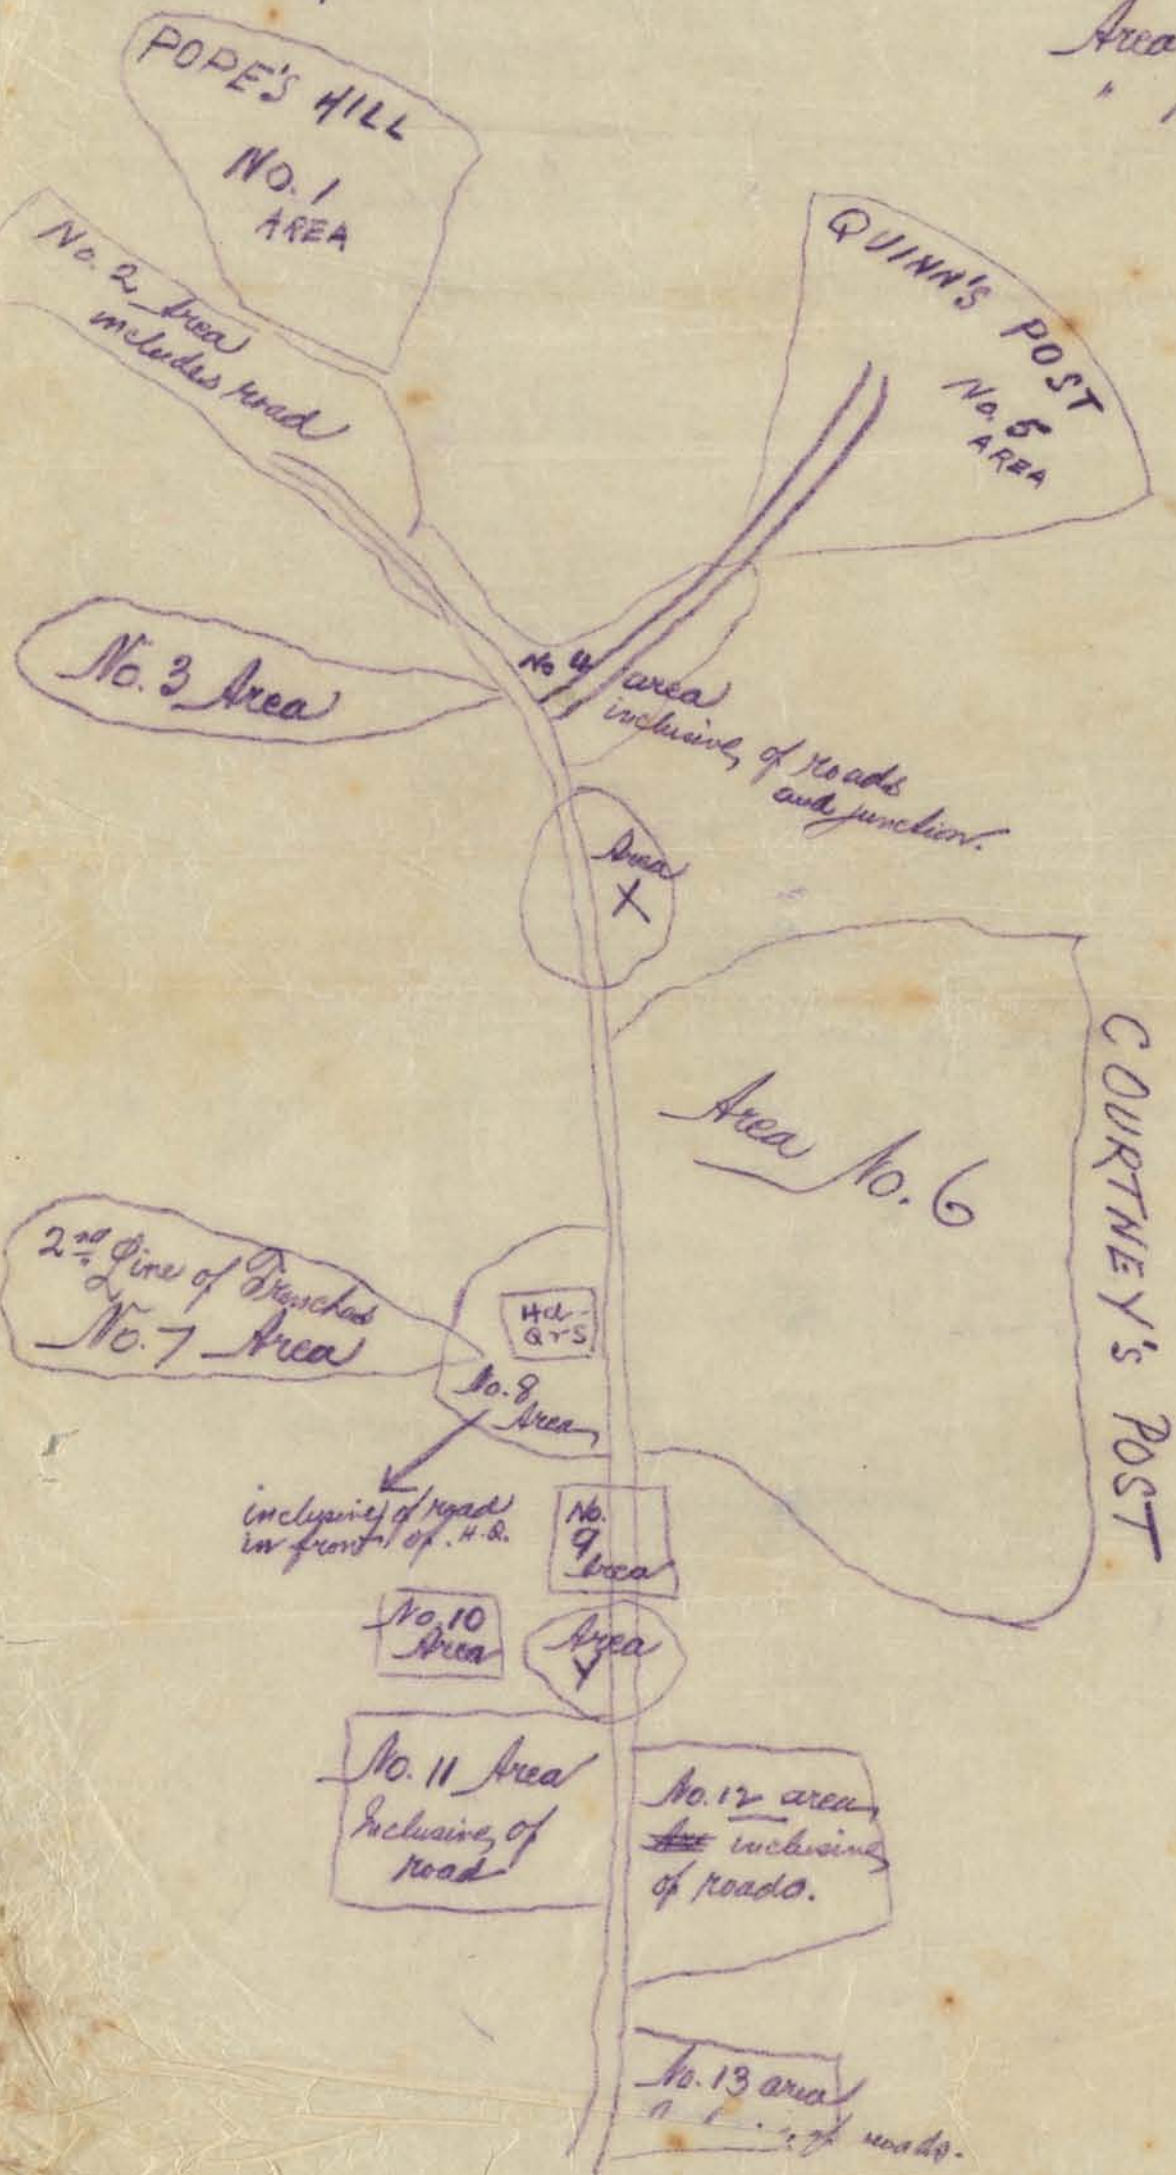 Area
POPE'S HILL
No. 1
AREA
No. 2 Area
includes road
QUINN'S POST
No. 5
AREA
No. 3 Area
No 4 area
inclusive of roads
and junction.
Area
X
Area No. 6
COURTNEY'S POST
2nd Line of Trenches
No. 7 Area
Hd-
Qrs
No. 8
Area
inclusive of road
in front of H.Q.
No.
9
Area
No. 10
Area
Area
Y
No. 11 Area
Inclusive of
road
No. 12 area
inclusive
of roads.
No. 13 area
of roads.